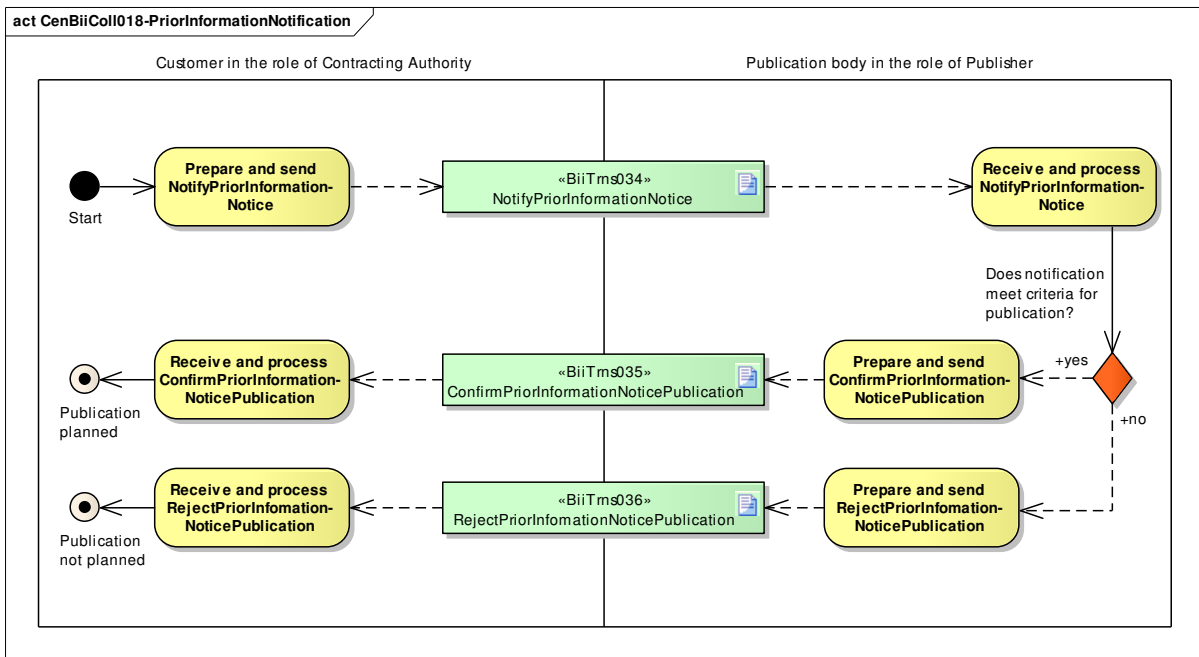 act CenBiiColl018-PriorInformationNotification
Customer in the role of Contracting Authority
Publication body in the role of Publisher
Start
Prepare and send
NotifyPriorInformation-
Notice
«BiiTrns034»
NotifyPriorInformationNotice
Receive and process
NotifyPriorInformation-
Notice
Does notification
meet criteria for
publication?
Publication
planned
Receive and process
ConfirmPriorInformation-
NoticePublication
«BiiTrns035»
ConfirmPriorInformationNoticePublication
Prepare and send
ConfirmPriorInformation-
NoticePublication
+yes
+no
Publication
not planned
Receive and process
RejectPriorInfomation-
NoticePublication
«BiiTrns036»
RejectPriorInfomationNoticePublication
Prepare and send
RejectPriorInfomation-
NoticePublication